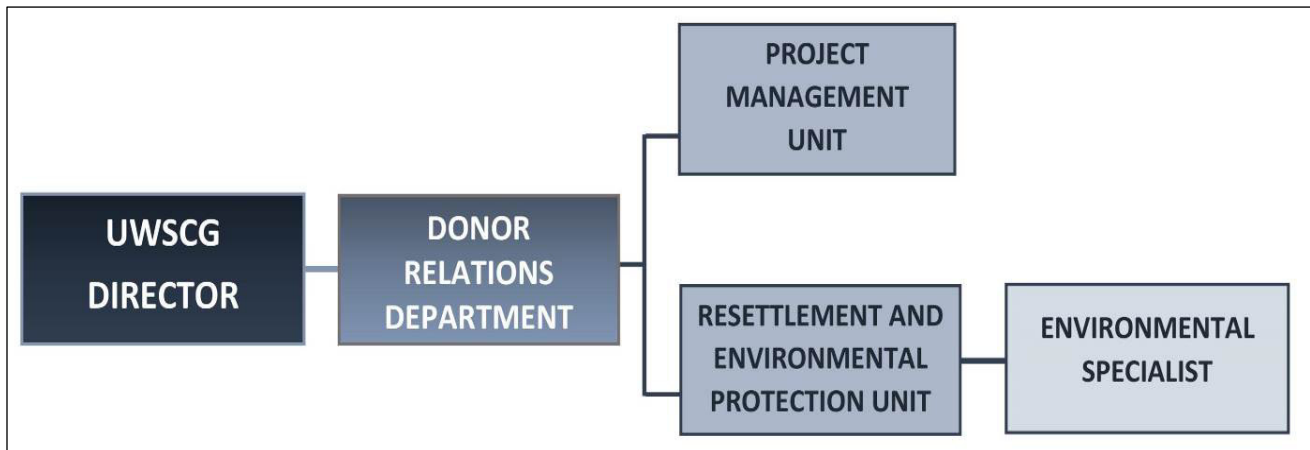 PROJECT
MANAGEMENT
UNIT
UWSCG
DIRECTOR
DONOR
RELATIONS
DEPARTMENT
RESETTLEMENT AND
ENVIRONMENTAL
PROTECTION UNIT
ENVIRONMENTAL
SPECIALIST